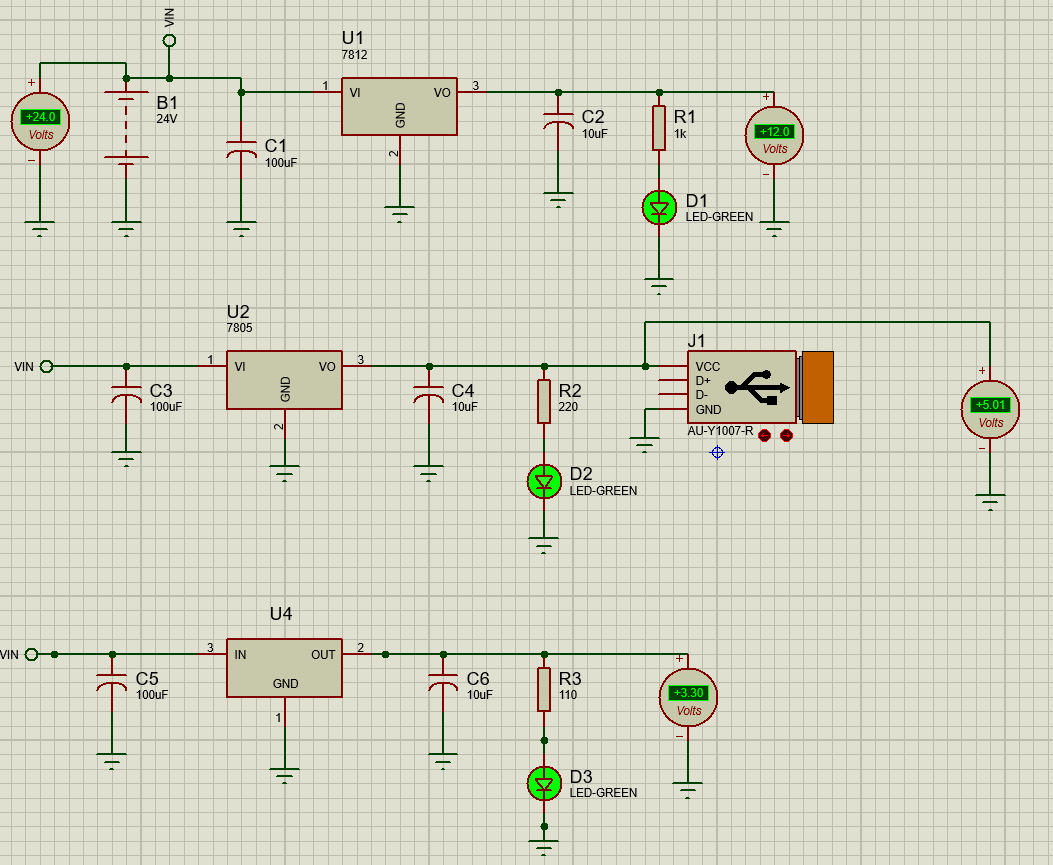 VIN
+
+24.0
Volts
−
B1
24V
C1
100uF
U1
7812
1
VI
VO
3
GND
2
C2
10uF
R1
1k
D1
LED-GREEN
+
+12.0
Volts
−
U2
7805
VIN
1
VI
VO
3
GND
2
C3
100uF
C4
10uF
R2
220
D2
LED-GREEN
J1
VCC
D+
D-
GND
AU-Y1007-R
+
+5.01
Volts
−
U4
VIN
3
IN
OUT
2
GND
1
C5
100uF
C6
10uF
R3
110
D3
LED-GREEN
+
+3.30
Volts
−